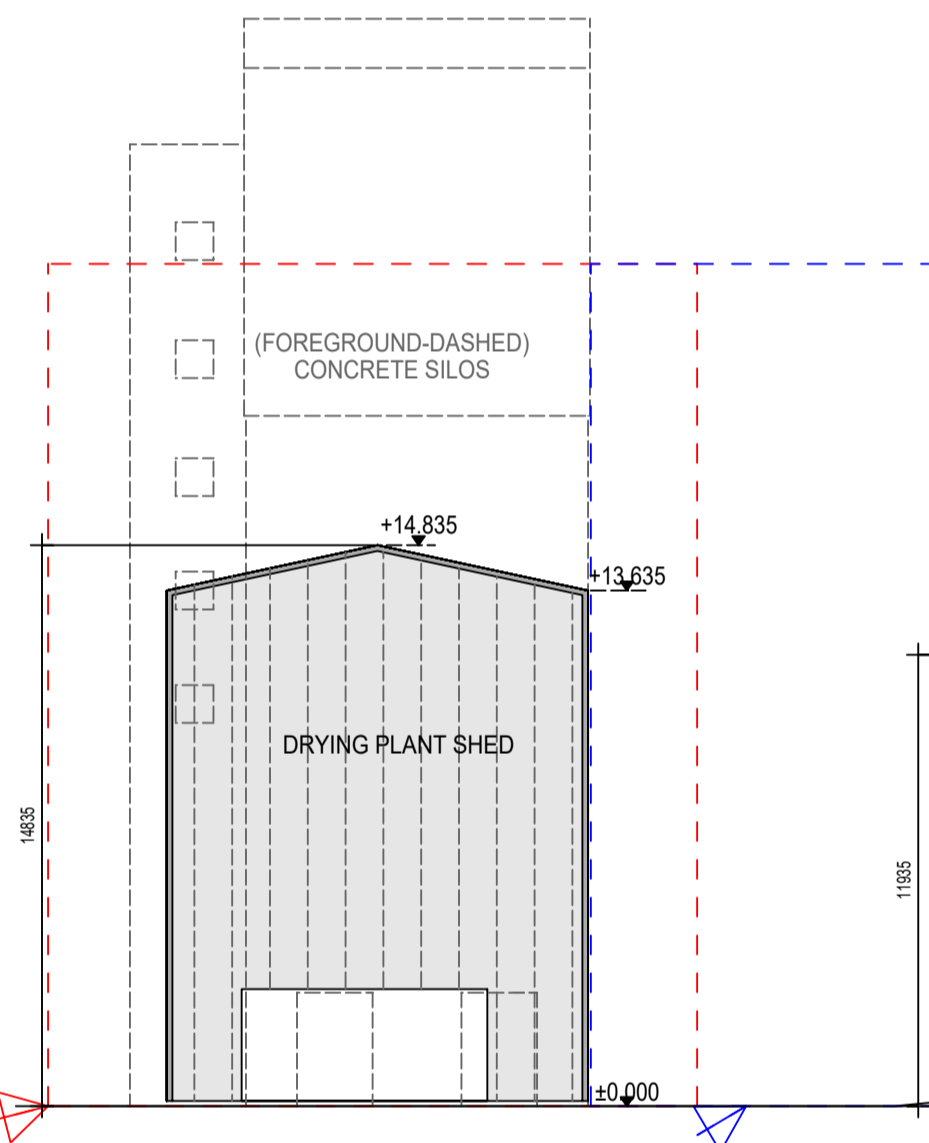 (FOREGROUND-DASHED)
CONCRETE SILOS
+14.835
+13.635
DRYING PLANT SHED
14835
11935
±0.000